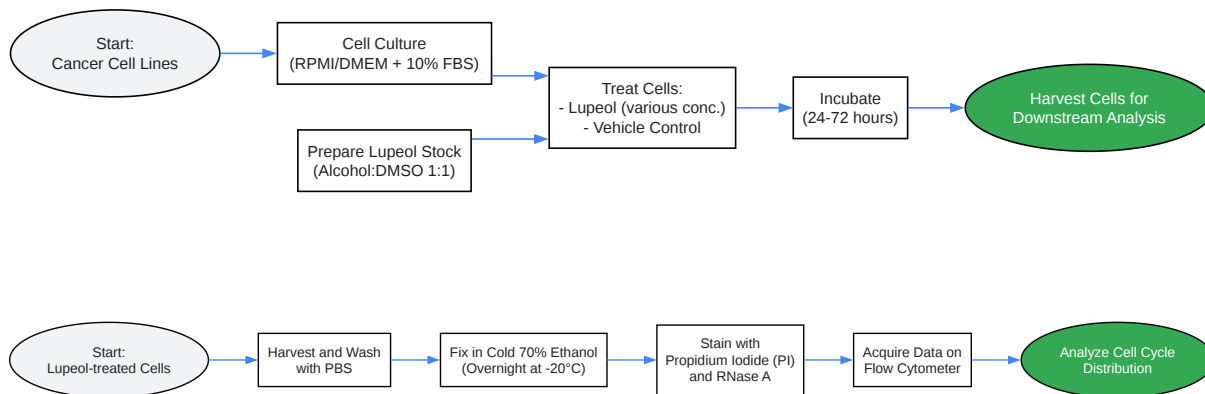 Start:
Cancer Cell Lines
Cell Culture
(RPMI/DMEM + 10% FBS)
Prepare Lupeol Stock
(Alcohol:DMSO 1:1)
Treat Cells:
- Lupeol (various conc.)
- Vehicle Control
Incubate
(24-72 hours)
Harvest Cells for
Downstream Analysis
Start:
Lupeol-treated Cells
Harvest and Wash
with PBS
Fix in Cold 70% Ethanol
(Overnight at -20°C)
Stain with
Propidium Iodide (PI)
and RNase A
Acquire Data on
Flow Cytometer
Analyze Cell Cycle
Distribution